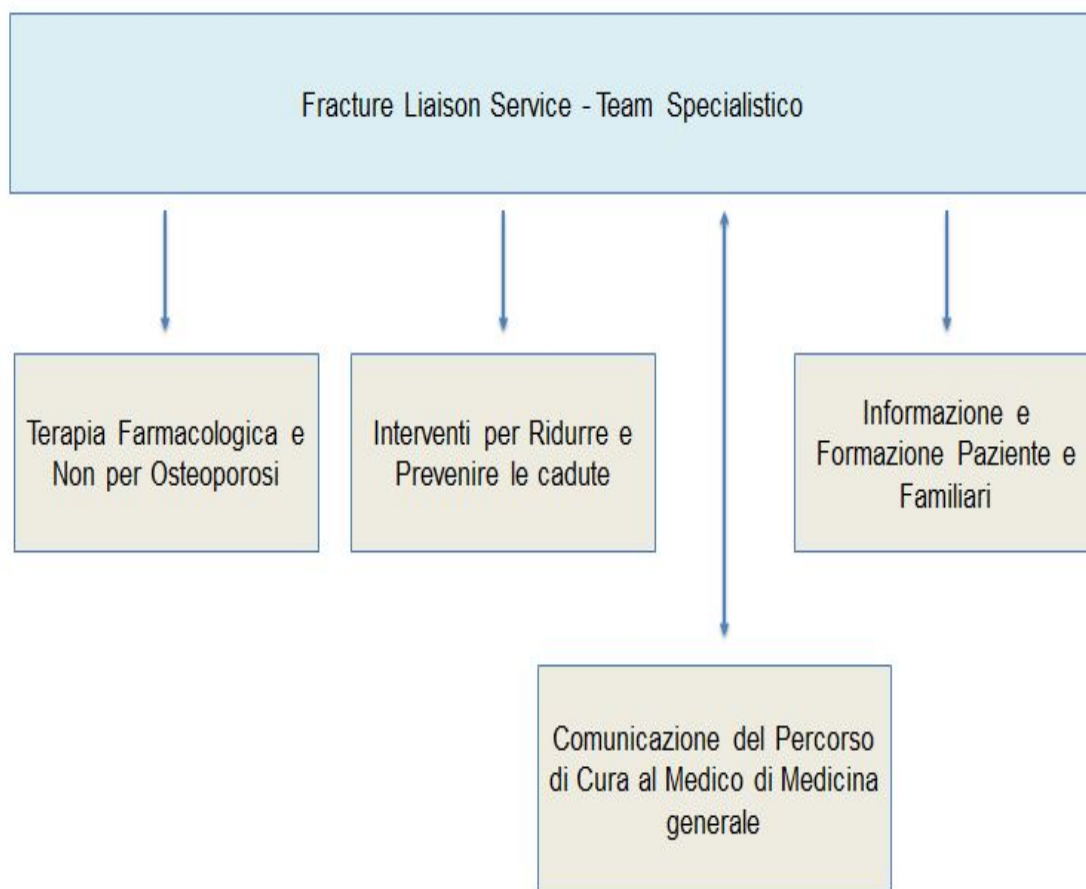 Fracture Liaison Service - Team Specialistico
Terapia Farmacologica e
Non per Osteoporosi
Interventi per Ridurre e
Prevenire le cadute
Informazione e
Formazione Paziente e
Familiari
Comunicazione del Percorso
di Cura al Medico di Medicina
generale